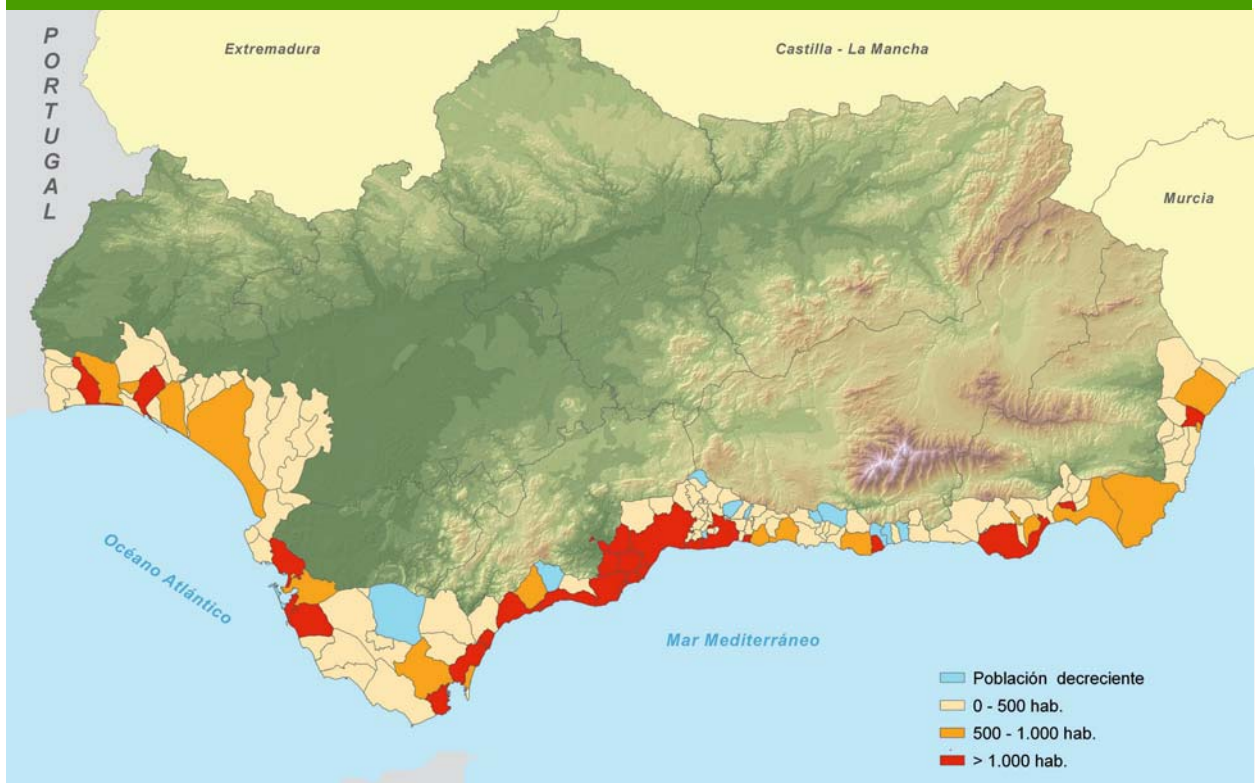 PORTUGAL
Extremadura
Castilla - La Mancha
Murcia
Océano Atlántico
Mar Mediterráneo
Población decreciente
0 - 500 hab.
500 - 1.000 hab.
> 1.000 hab.